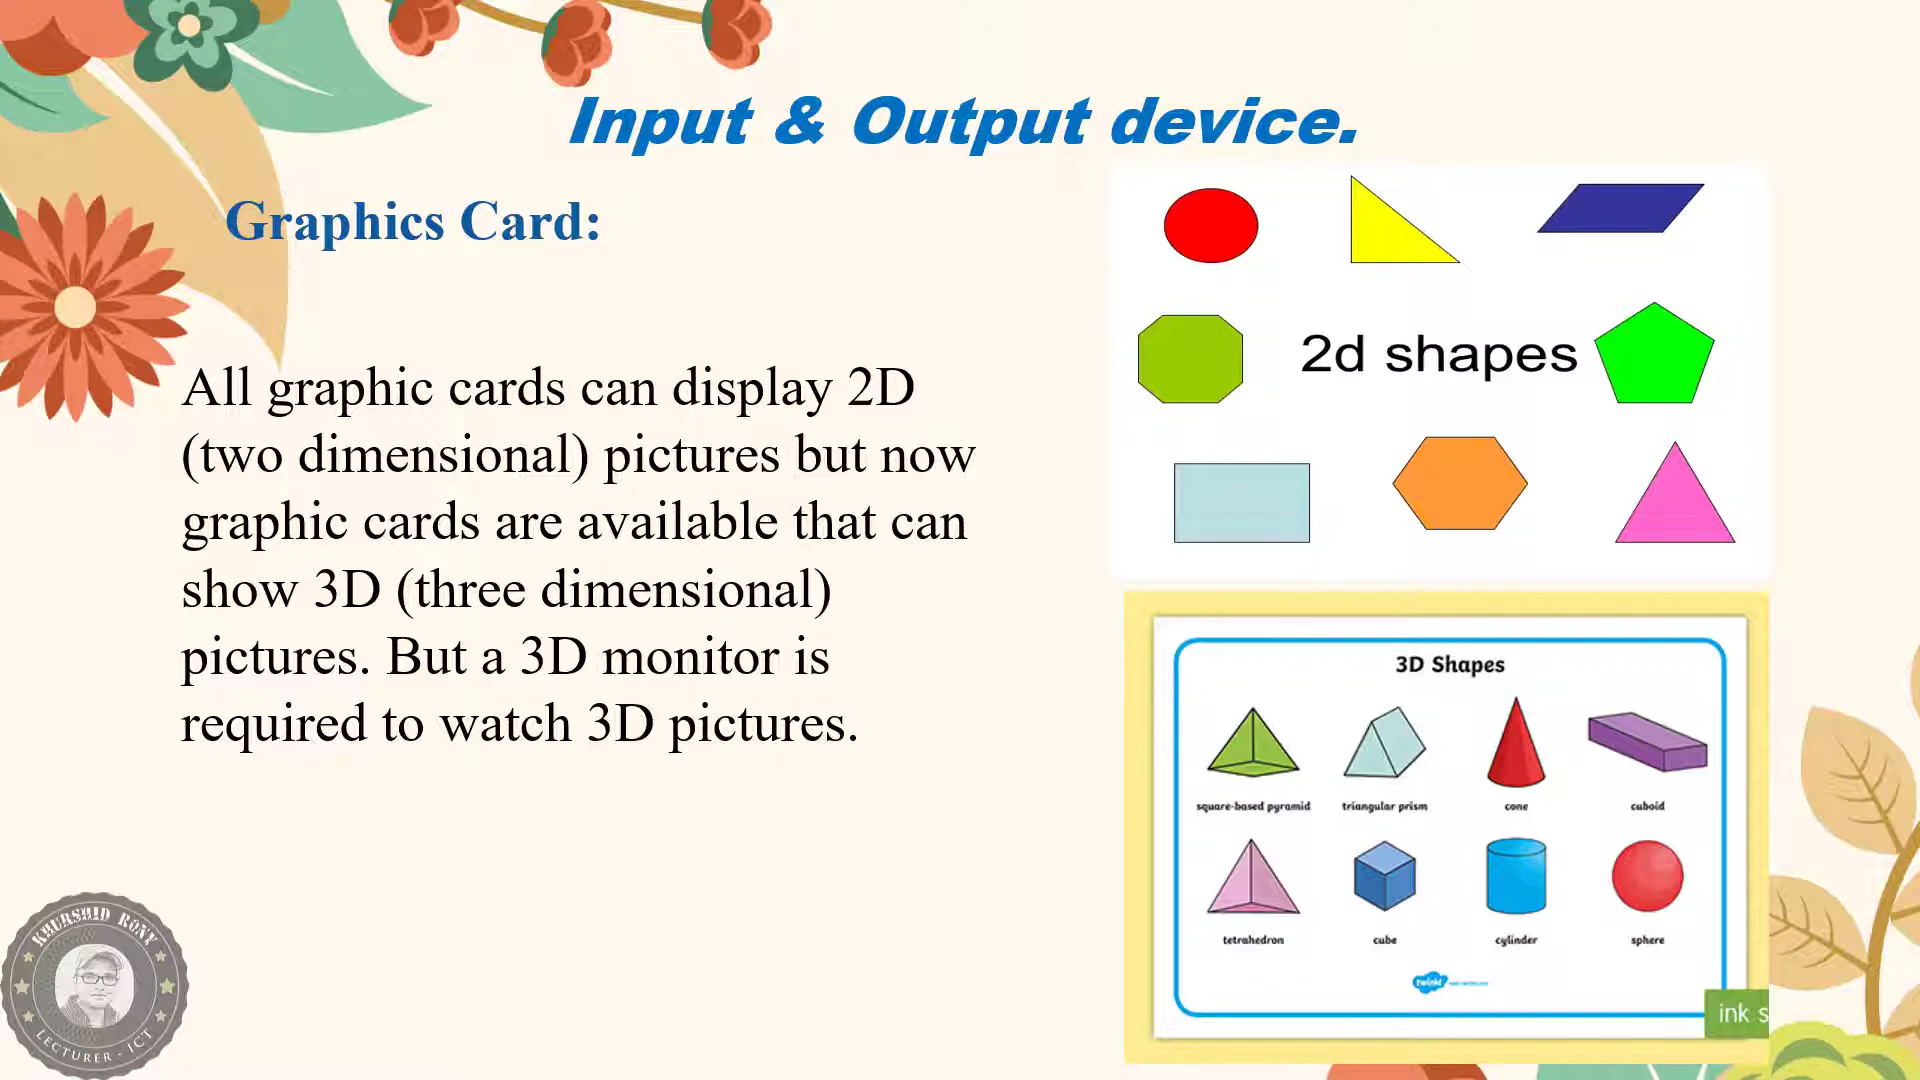 Input & Output device.
Graphics Card:
All graphic cards can display 2D
(two dimensional) pictures but now
graphic cards are available that can
show 3D (three dimensional)
pictures. But a 3D monitor is
required to watch 3D pictures.
2d shapes
3D Shapes
square-based pyramid
triangular prism
cone
cuboid
tetrahedron
cube
cylinder
sphere
twinkl
ink s
KHURSHID RONY
LECTURER - ICT